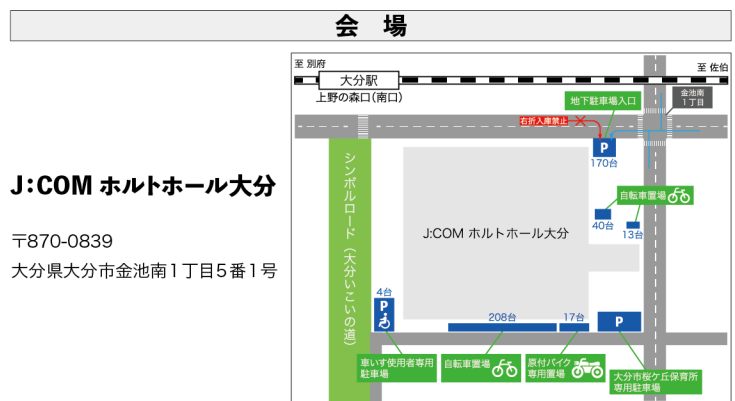 会 場
J:COM ホルトホール大分
〒870-0839
大分県大分市金池南1丁目5番1号
至 別府
至 佐伯
大分駅
上野の森口(南口)
地下駐車場入口
金池南
1丁目
右折入庫禁止
P
170台
シンボルロード(大分いこいの道)
J:COM ホルトホール大分
自転車置場
40台
13台
4台
P
208台
17台
P
車いす使用者専用
駐車場
自転車置場
原付バイク
専用置場
大分市桜ケ丘保育所
専用駐車場